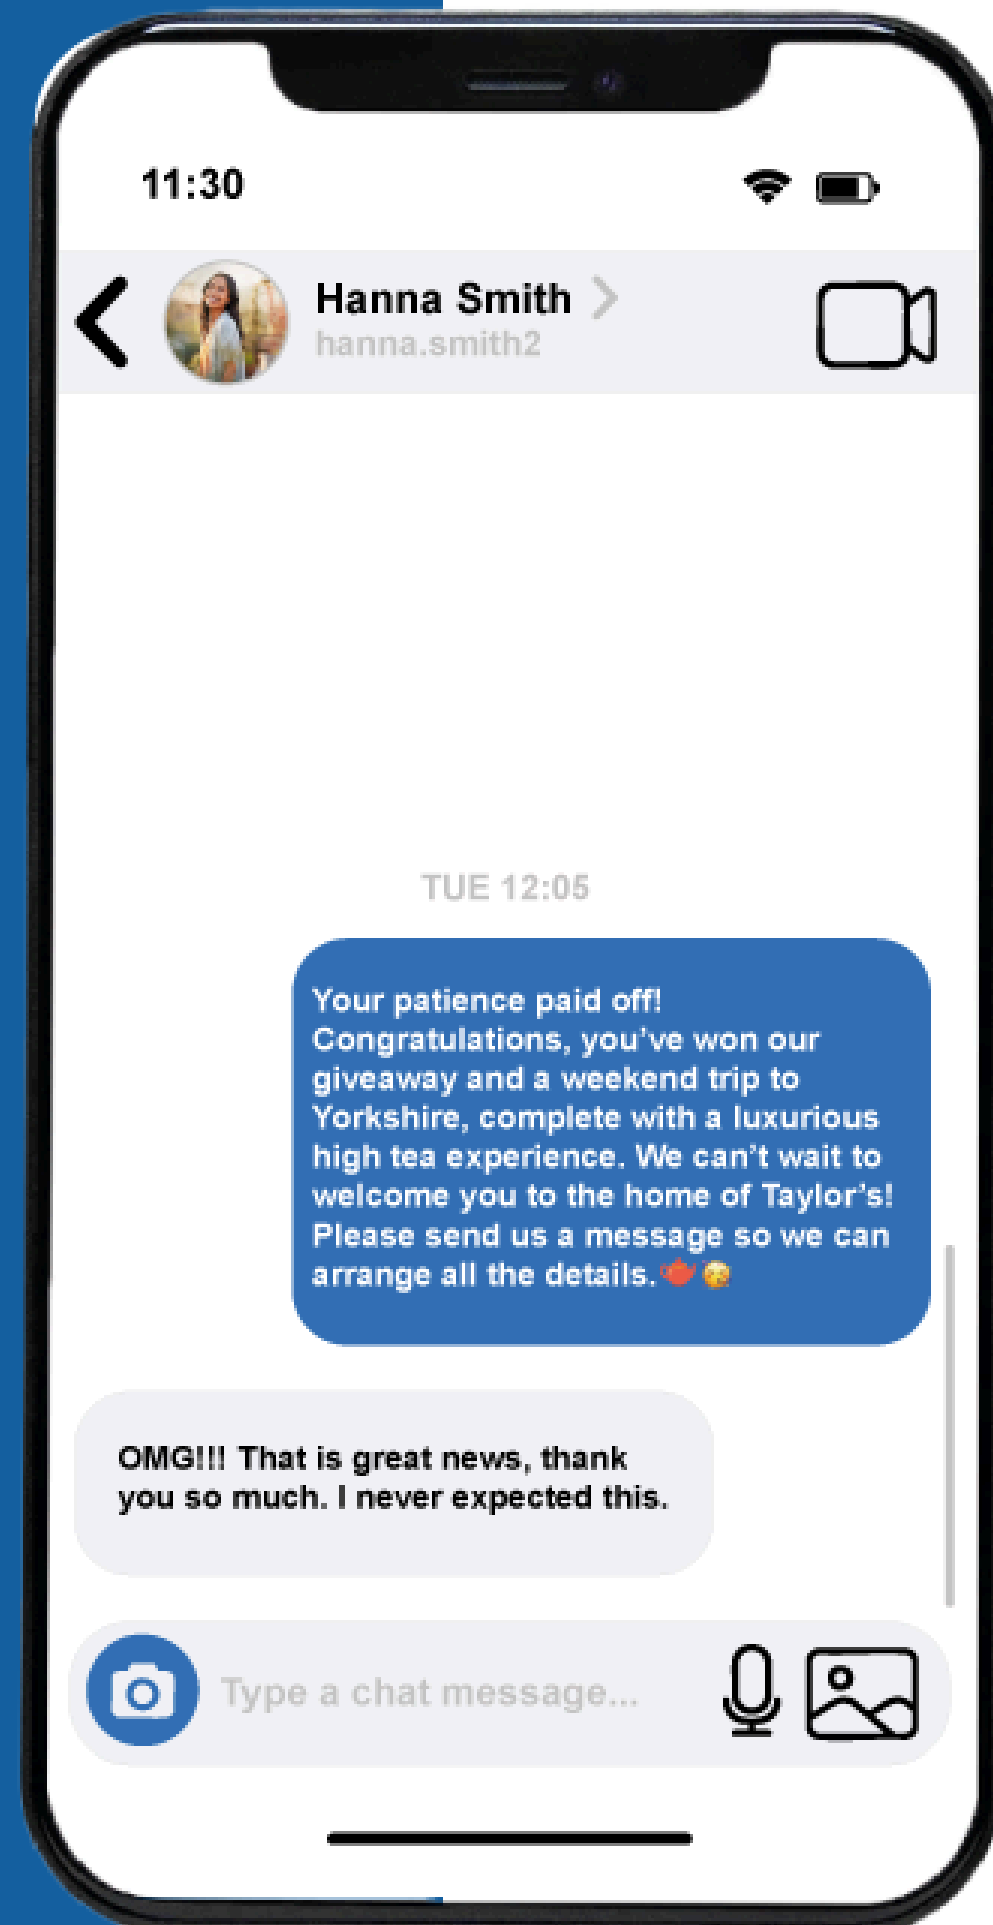 11:30
Hanna Smith
hanna.smith2
TUE 12:05
Your patience paid off!
Congratulations, you've won our
giveaway and a weekend trip to
Yorkshire, complete with a luxurious
high tea experience. We can't wait to
welcome you to the home of Taylor's!
Please send us a message so we can
arrange all the details.🫖🥳
OMG!!! That is great news, thank
you so much. I never expected this.
Type a chat message...